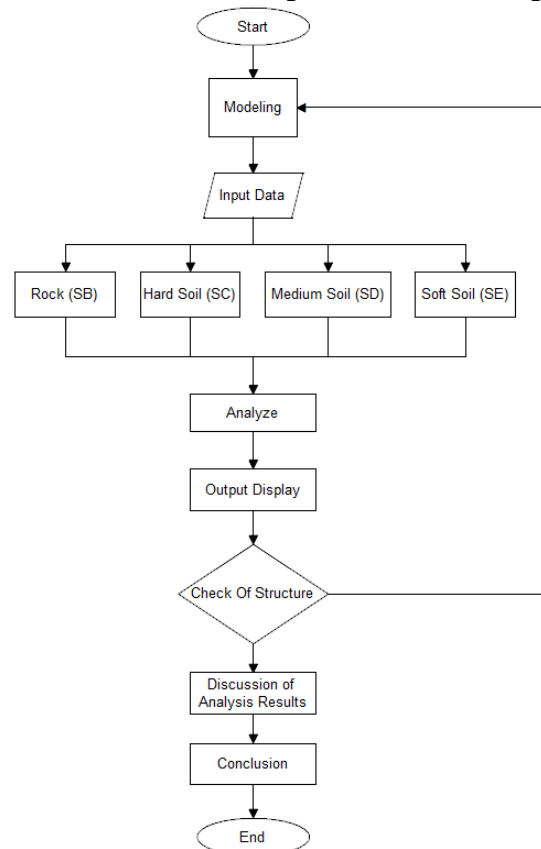 Start
Modeling
Input Data
Rock (SB)
Hard Soil (SC)
Medium Soil (SD)
Soft Soil (SE)
Analyze
Output Display
Check Of Structure
Discussion of
Analysis Results
Conclusion
End